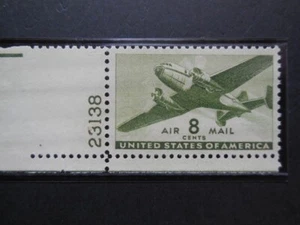 23138
AIR 8 MAIL
CENTS
UNITED STATES OF AMERICA